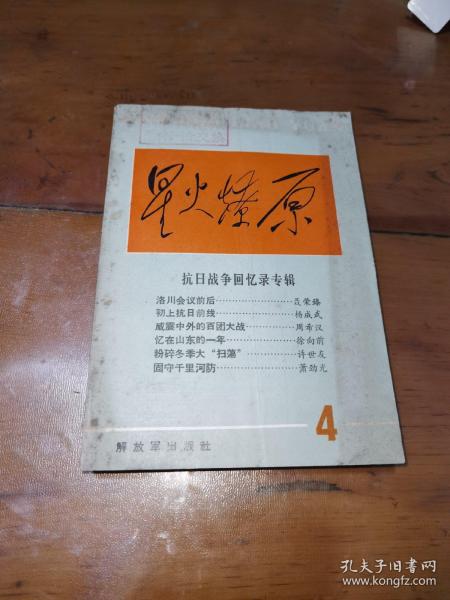 星火燎原
抗日战争回忆录专辑
洛川会议前后……………聂荣臻
初上抗日前线……………杨成武
威震中外的百团大战…………周希汉
忆在山东的一年……………徐向前
粉碎冬季大“扫荡”…………许世友
固守千里河防……………萧劲光
4
解放军出版社
孔夫子旧书网
www.kongfz.com